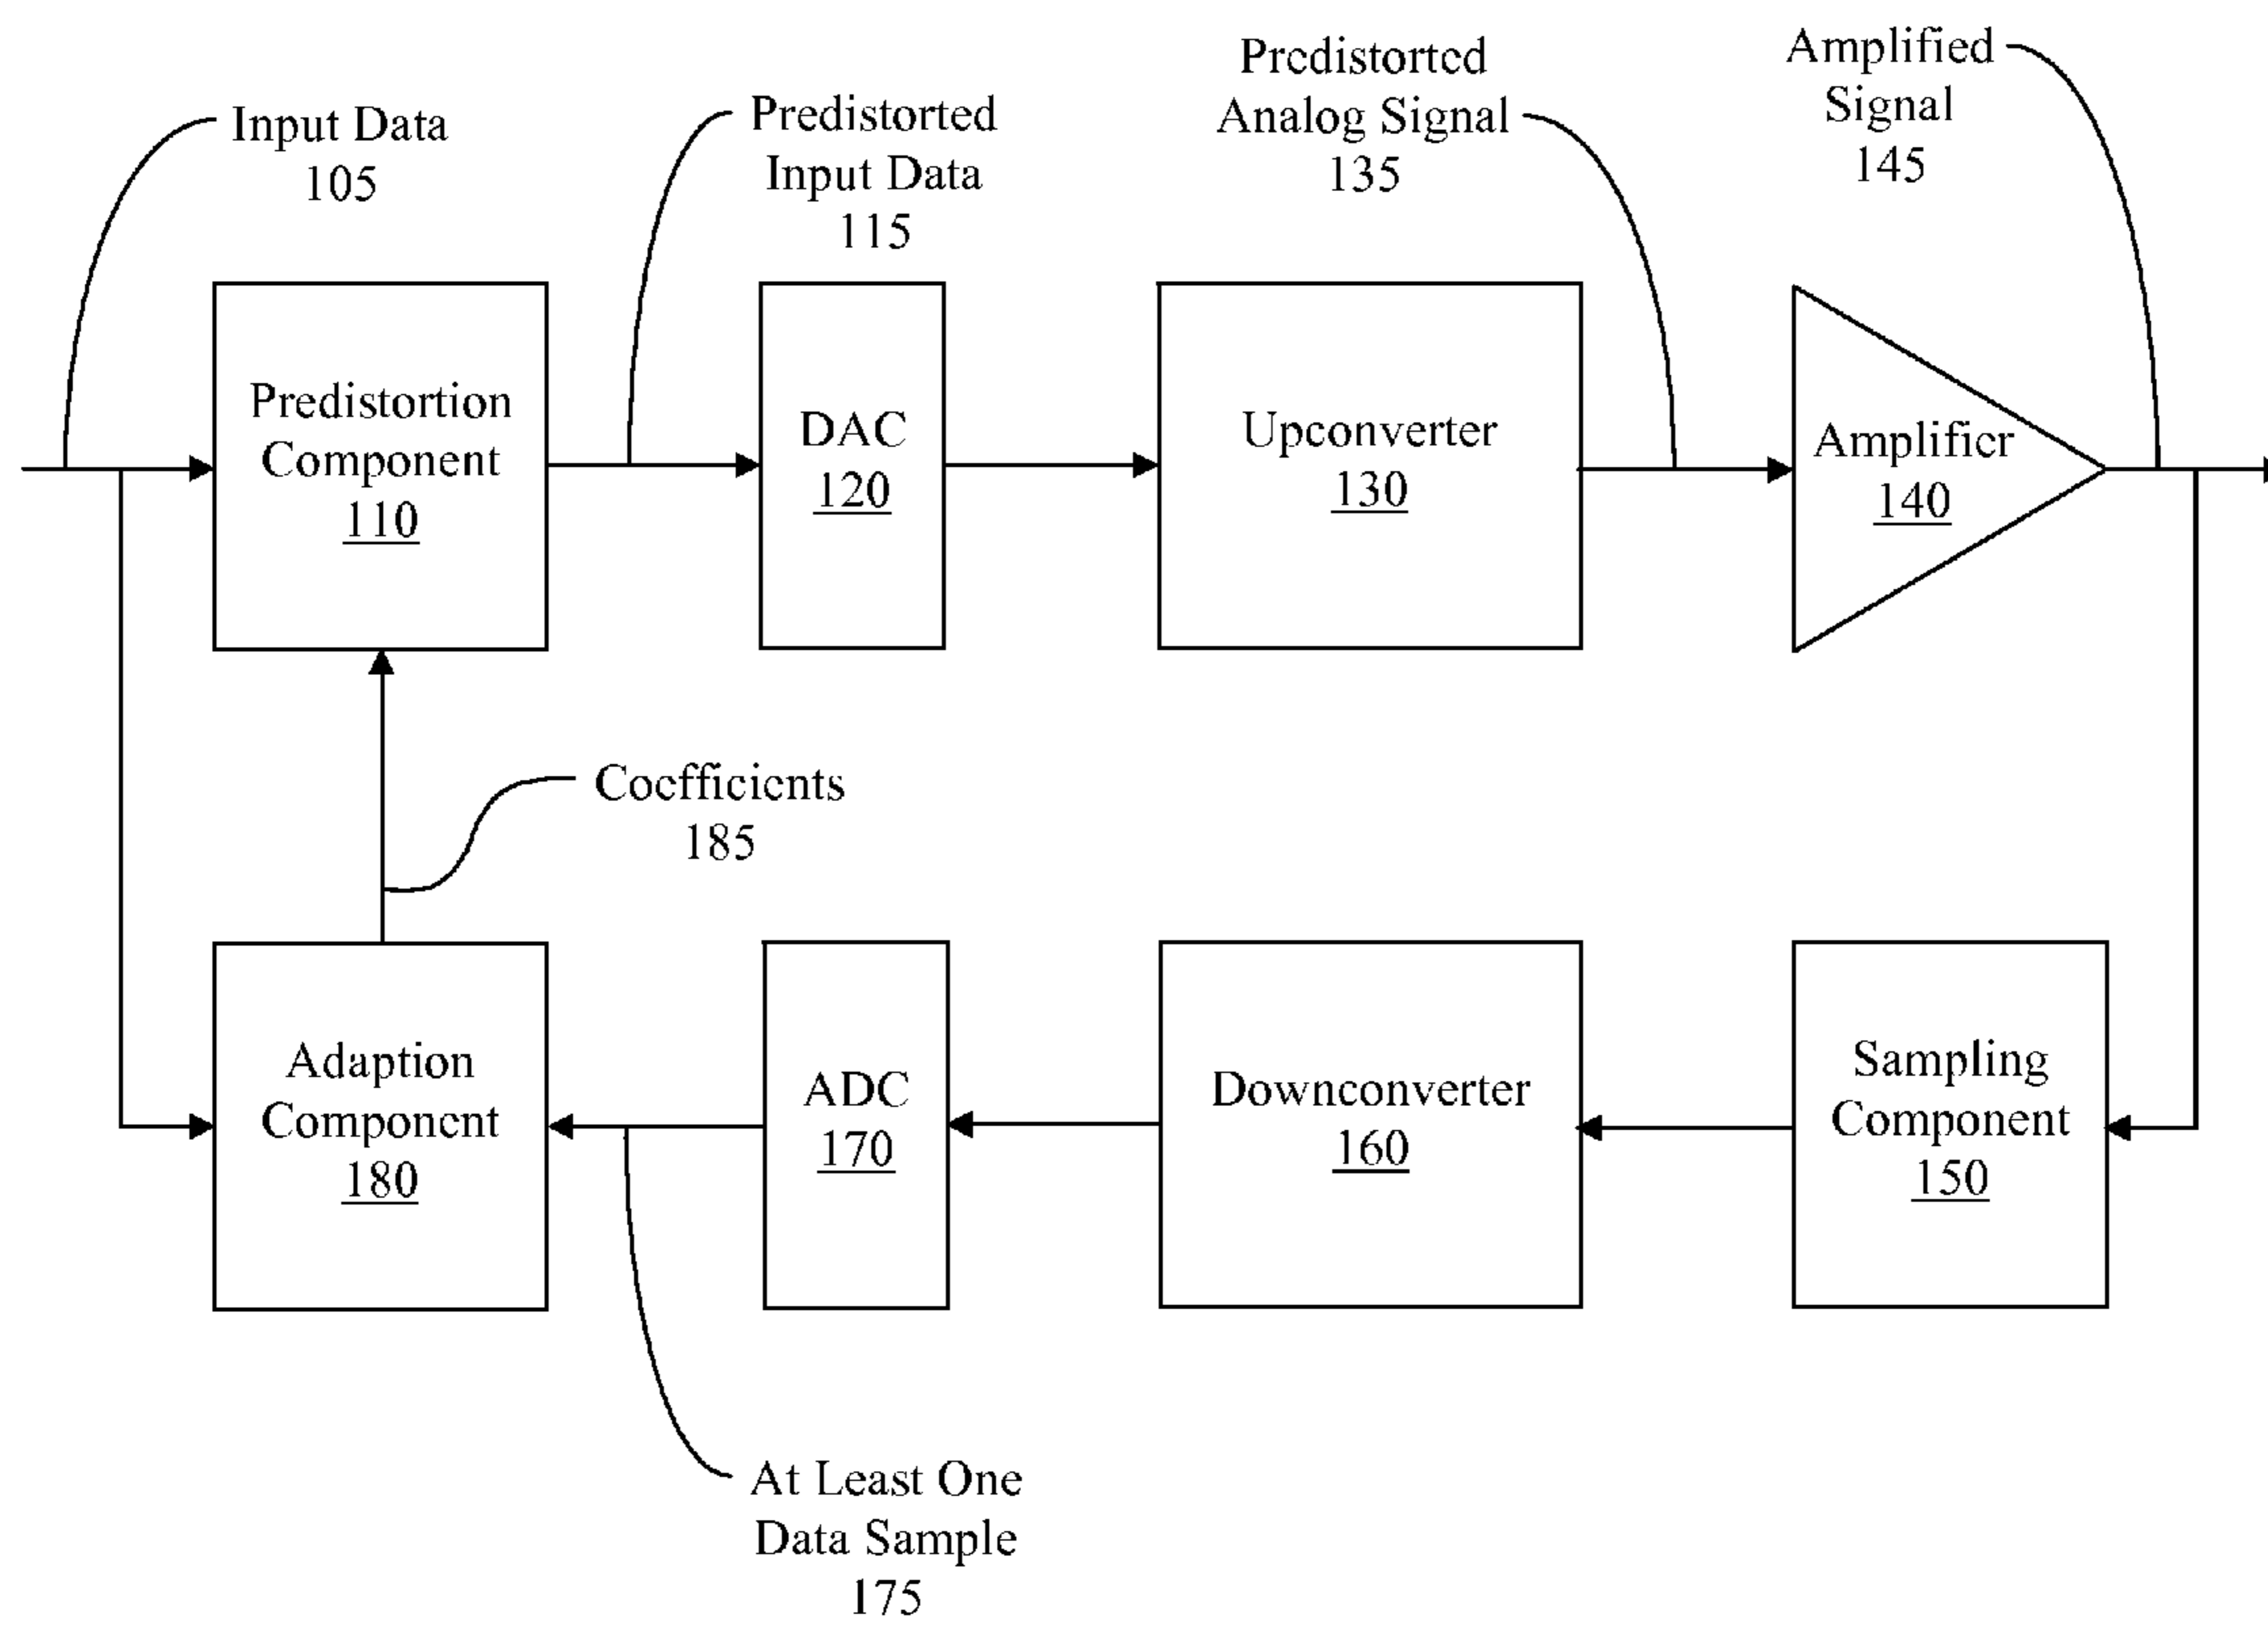 Input Data
105
Predistorted
Input Data
115
Predistorted
Analog Signal
135
Amplified
Signal
145
Predistortion
Component
110
DAC
120
Upconverter
130
Amplifier
140
Coefficients
185
Adaption
Component
180
ADC
170
Downconverter
160
Sampling
Component
150
At Least One
Data Sample
175